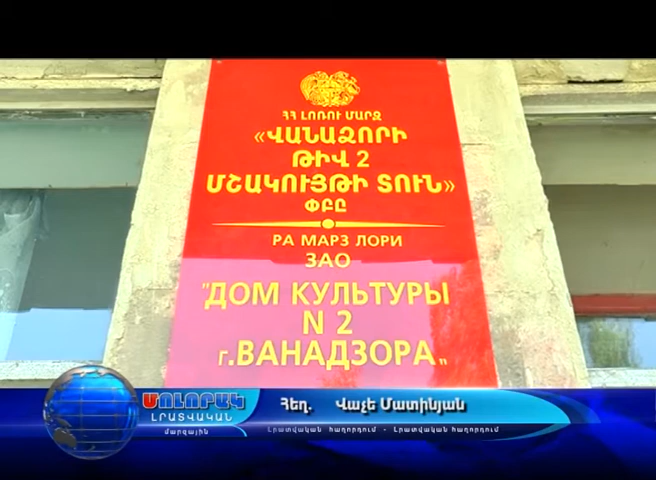 ՀՀ ԼՈՌՈՒ ՄԱՐԶ
«ՎԱՆԱՁՈՐԻ
ԹԻՎ 2
ՄՇԱԿՈՒՅԹԻ ՏՈՒՆ»
ՓԲԸ
РА МАРЗ ЛОРИ
ЗАО
"ДОМ КУЛЬТУРЫ
N 2
г.ВАНАДЗОРА"
ՄՈԼՈՐԱԿ
ԼՐԱՏՎԱԿԱՆ
մարզային
Հեղ. Վաչե Մատինյան
Լրատվական հաղորդում - Լրատվական հաղորդում